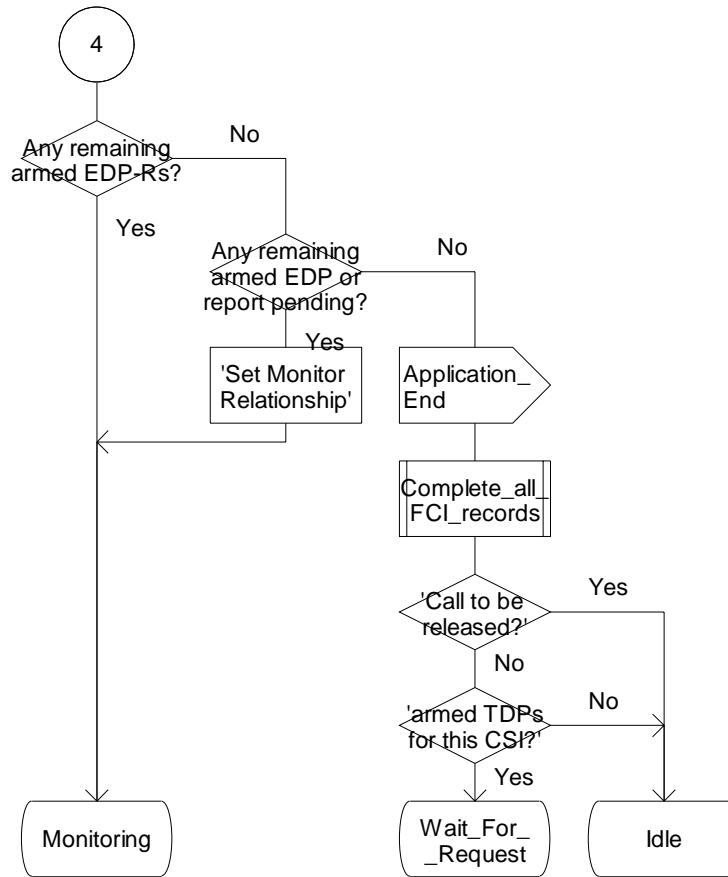 4
Any remaining
armed EDP-Rs?
No
Yes
Any remaining
armed EDP or
report pending?
No
Yes
'Set Monitor
Relationship'
Application_
End
Complete_all_
FCI_records
'Call to be
released?'
Yes
No
'armed TDPs
for this CSI?'
No
Yes
Monitoring
Wait_For_
_Request
Idle